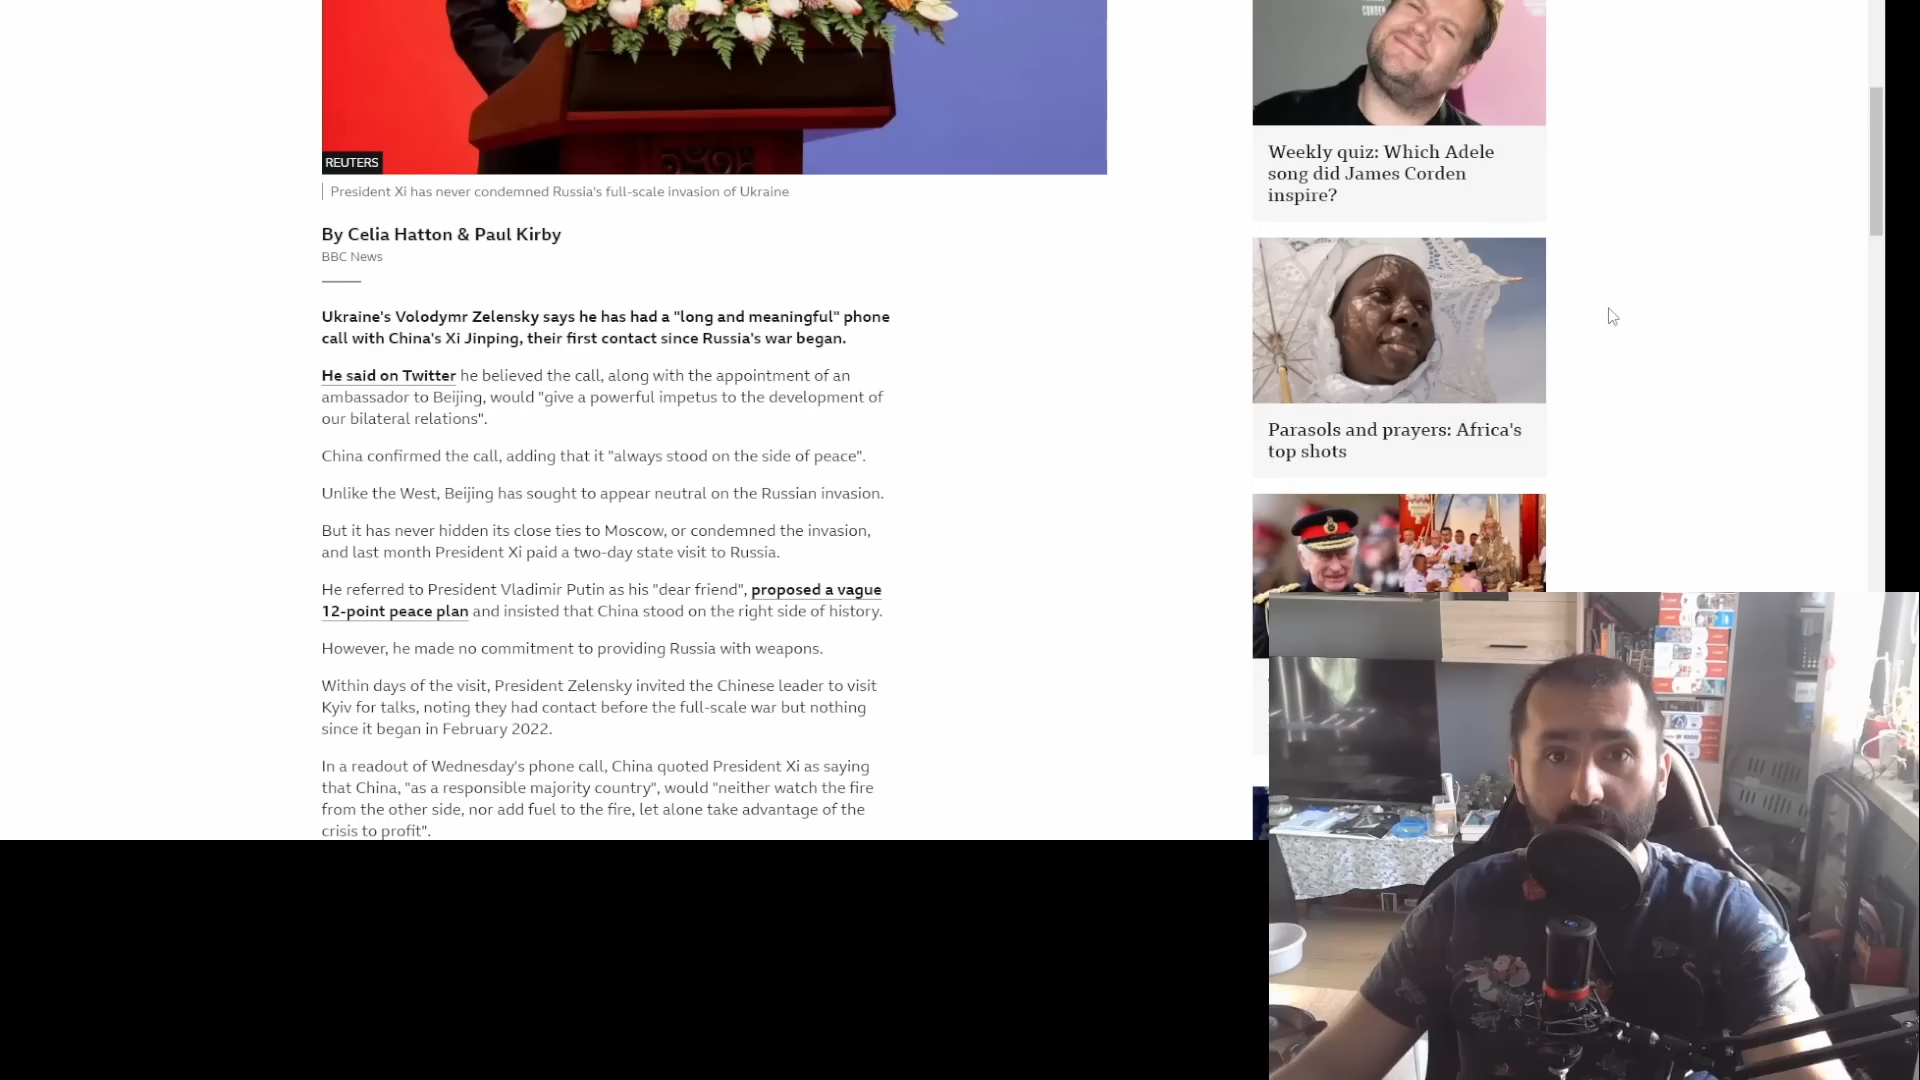 REUTERS
President Xi has never condemned Russia's full-scale invasion of Ukraine
By Celia Hatton & Paul Kirby
BBC News
Ukraine's Volodymr Zelensky says he has had a "long and meaningful" phone
call with China's Xi Jinping, their first contact since Russia's war began.
He said on Twitter he believed the call, along with the appointment of an
ambassador to Beijing, would "give a powerful impetus to the development of
our bilateral relations".
China confirmed the call, adding that it "always stood on the side of peace".
Unlike the West, Beijing has sought to appear neutral on the Russian invasion.
But it has never hidden its close ties to Moscow, or condemned the invasion,
and last month President Xi paid a two-day state visit to Russia.
He referred to President Vladimir Putin as his "dear friend", proposed a vague
12-point peace plan and insisted that China stood on the right side of history.
However, he made no commitment to providing Russia with weapons.
Within days of the visit, President Zelensky invited the Chinese leader to visit
Kyiv for talks, noting they had contact before the full-scale war but nothing
since it began in February 2022.
In a readout of Wednesday's phone call, China quoted President Xi as saying
that China, "as a responsible majority country", would "neither watch the fire
from the other side, nor add fuel to the fire, let alone take advantage of the
crisis to profit".
Weekly quiz: Which Adele
song did James Corden
inspire?
Parasols and prayers: Africa's
top shots